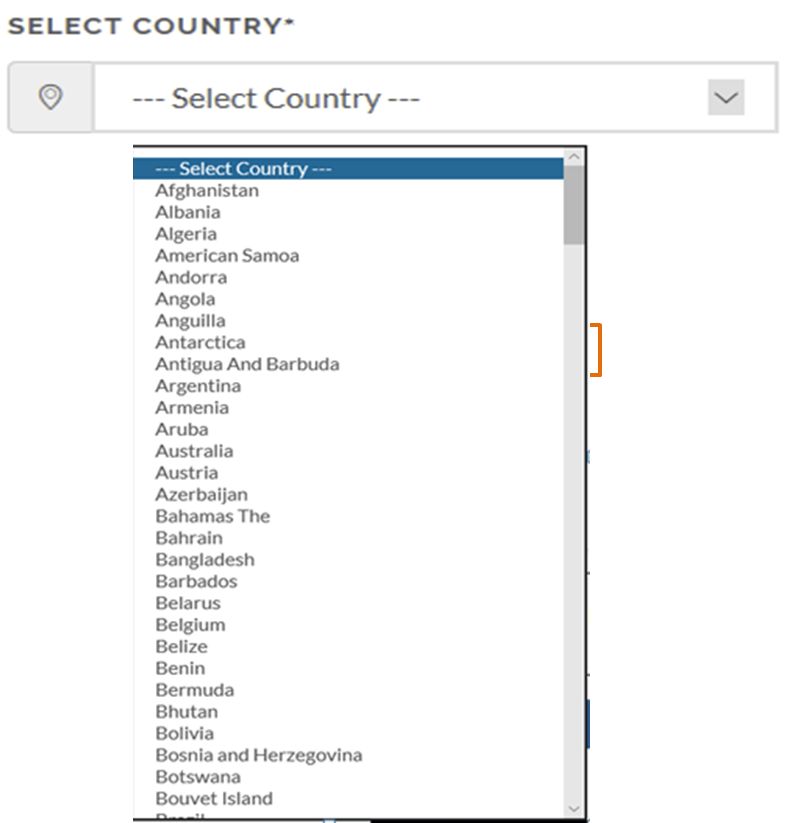 SELECT COUNTRY*
--- Select Country ---
--- Select Country ---
Afghanistan
Albania
Algeria
American Samoa
Andorra
Angola
Anguilla
Antarctica
Antigua And Barbuda
Argentina
Armenia
Aruba
Australia
Austria
Azerbaijan
Bahamas The
Bahrain
Bangladesh
Barbados
Belarus
Belgium
Belize
Benin
Bermuda
Bhutan
Bolivia
Bosnia and Herzegovina
Botswana
Bouvet Island